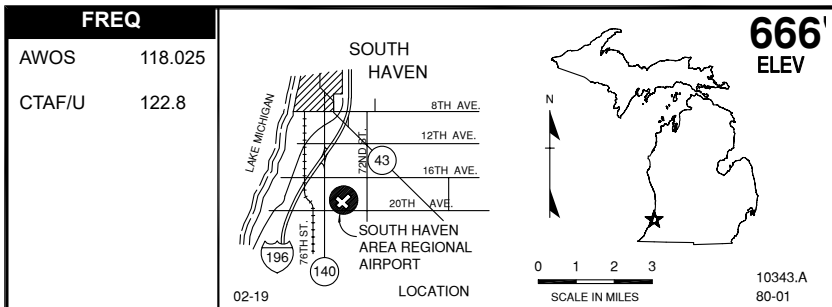 FREQ
AWOS 118.025
CTAF/U 122.8
SOUTH
HAVEN
LAKE MICHIGAN
8TH AVE.
12TH AVE.
72ND ST.
43
16TH AVE.
20TH AVE.
76TH ST.
SOUTH HAVEN
AREA REGIONAL
AIRPORT
196
140
02-19
LOCATION
666'
ELEV
N
0 1 2 3
SCALE IN MILES
10343.A
80-01